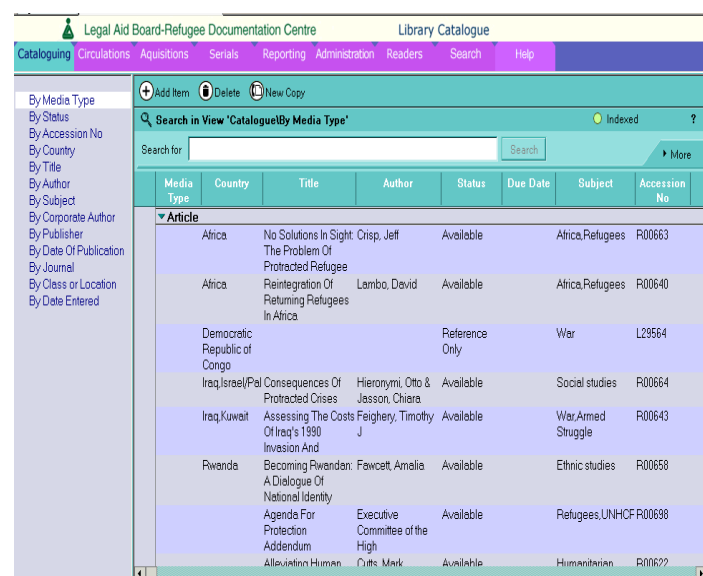 Legal Aid Board-Refugee Documentation Centre Library Catalogue
Cataloguing Circulations Aquisitions Serials Reporting Administration Readers Search Help
By Media Type
By Status
By Accession No
By Country
By Title
By Author
By Subject
By Corporate Author
By Publisher
By Date Of Publication
By Journal
By Class or Location
By Date Entered
Add Item Delete New Copy
Search in View 'Catalogue\By Media Type' Indexed ?
Search for Search More
Media Country Title Author Status Due Date Subject Accession
Type No
Article
Africa No Solutions In Sight: Crisp, Jeff Available Africa,Refugees R00663
The Problem Of
Protracted Refugee
Africa Reintegration Of Lambo, David Available Africa,Refugees R00640
Returning Refugees
In Africa
Democratic Reference War L29564
Republic of Only
Congo
Iraq,Israel/Pal Consequences Of Hieronymi, Otto & Available Social studies R00664
Protracted Crises Jasson, Chiara
Iraq,Kuwait Assessing The Costs Feighery, Timothy Available War,Armed R00643
Of Iraq's 1990 J Struggle
Invasion And
Rwanda Becoming Rwandan: Fawcett, Amalia Available Ethnic studies R00658
A Dialogue Of
National Identity
Agenda For Executive Available Refugees,UNHCF R00698
Protection Committee of the
Addendum High
Alleviating Human Cutts, Mark Available Humanitarian R00622